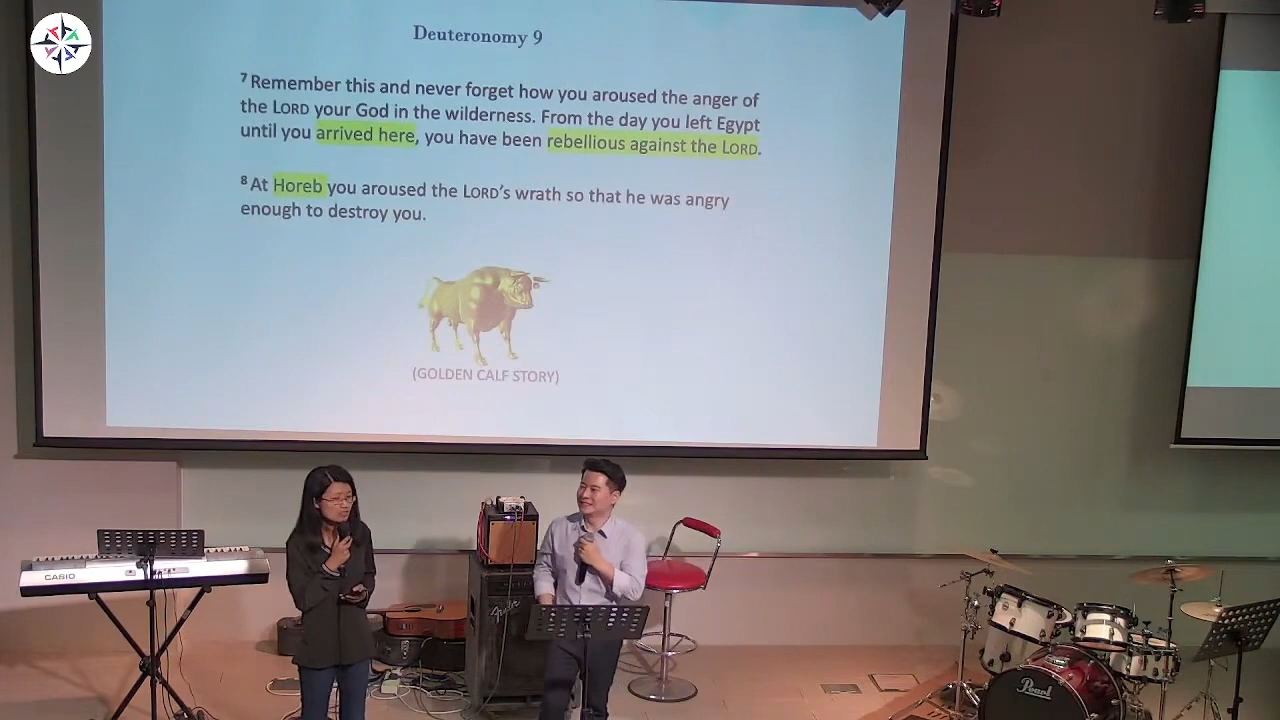 Deuteronomy 9
7 Remember this and never forget how you aroused the anger of
the LORD your God in the wilderness. From the day you left Egypt
until you arrived here, you have been rebellious against the LORD.
8 At Horeb you aroused the LORD's wrath so that he was angry
enough to destroy you.
(GOLDEN CALF STORY)
CASIO
Pearl